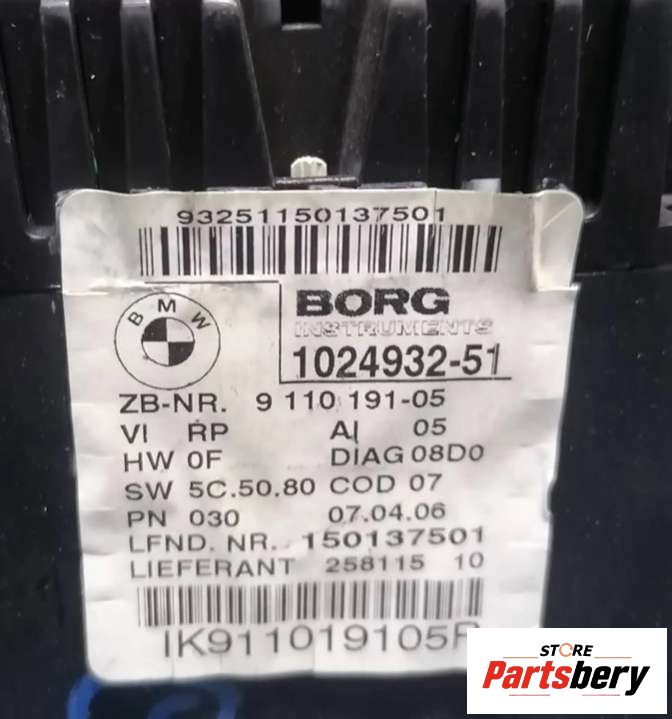 93251150137501
BMW
BORG
INSTRUMENTS
1024932-51
ZB-NR. 9 110 191-05
VI RP AI 05
HW 0F DIAG 08D0
SW 5C.50.80 COD 07
PN 030 07.04.06
LFND. NR. 150137501
LIEFERANT 258115 10
IK911019105R
STORE
Partsbery